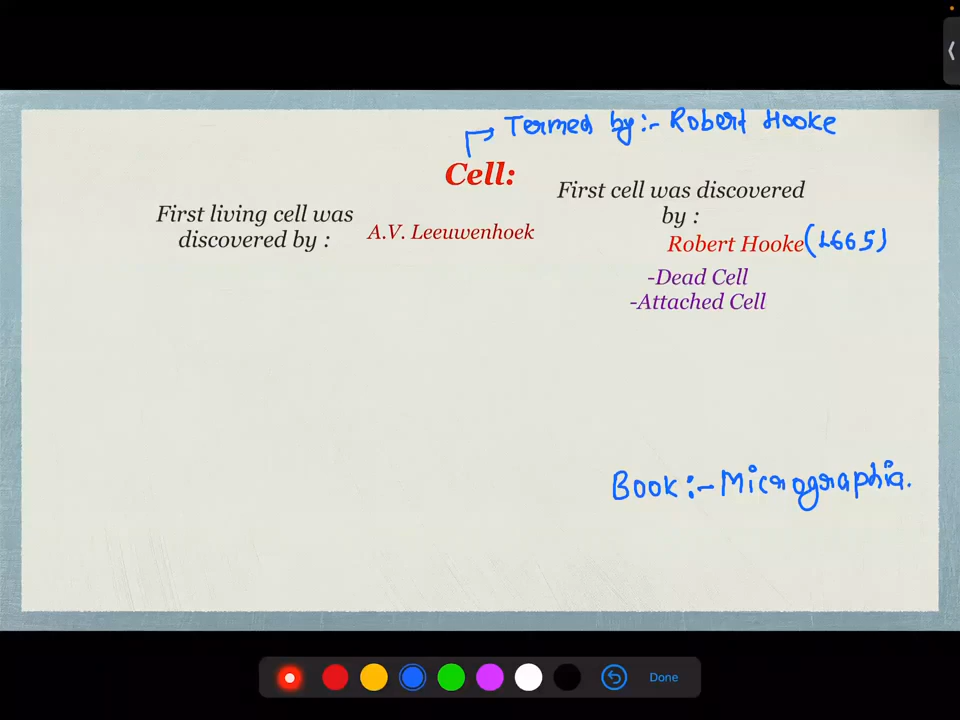 Termed by:- Robert Hooke
Cell:
First living cell was
discovered by :
A.V. Leeuwenhoek
First cell was discovered
by :
Robert Hooke (1665)
-Dead Cell
-Attached Cell
Book:- Micrographia.
Done